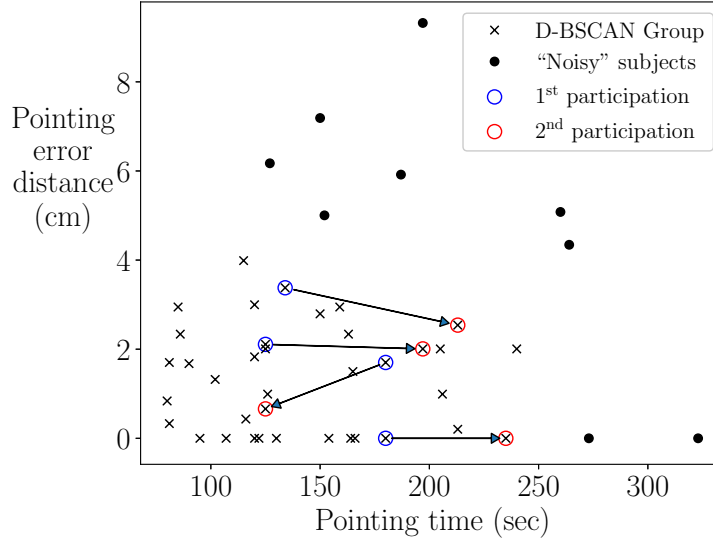 D-BSCAN Group
“Noisy” subjects
1st participation
2nd participation
Pointing
error
distance
(cm)
8
6
4
2
0
100 150 200 250 300
Pointing time (sec)